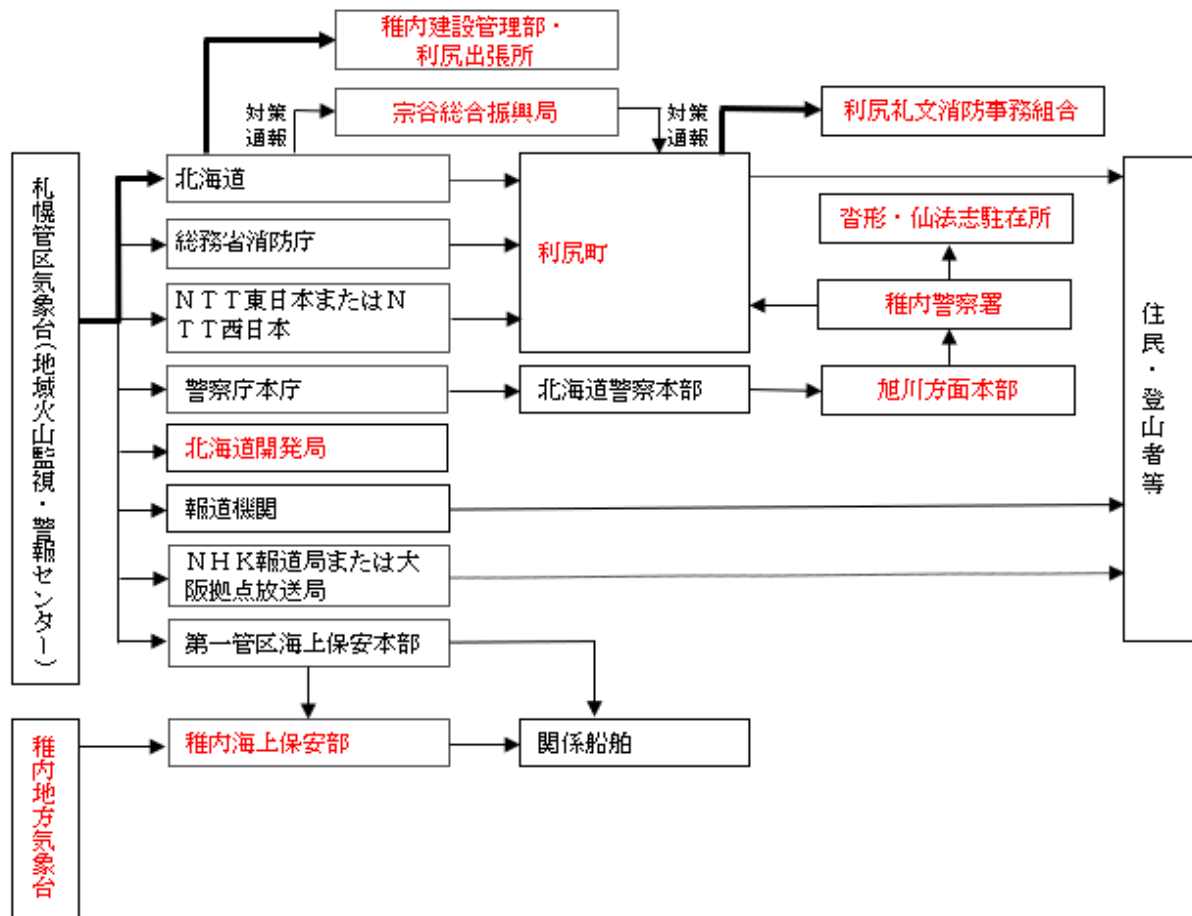 稚内建設管理部・
利尻出張所
対策
通報
宗谷総合振興局
対策
通報
利尻礼文消防事務組合
札幌管区気象台(地域火山監視・警報センター)
北海道
総務省消防庁
利尻町
沓形・仙法志駐在所
NTT東日本またはN
TT西日本
稚内警察署
住民・登山者等
警察庁本庁
北海道警察本部
旭川方面本部
北海道開発局
報道機関
NHK報道局または大
阪拠点放送局
第一管区海上保安本部
稚内地方気象台
稚内海上保安部
関係船舶